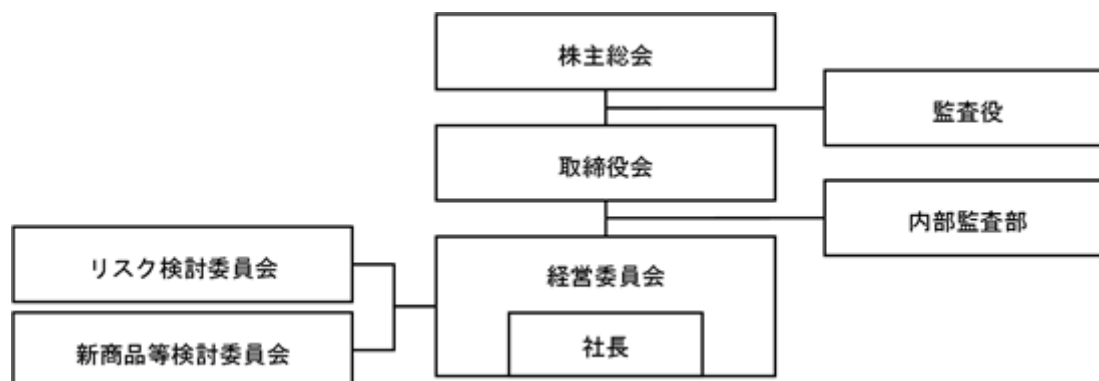 株主総会
監査役
取締役会
内部監査部
リスク検討委員会
経営委員会
新商品等検討委員会
社長